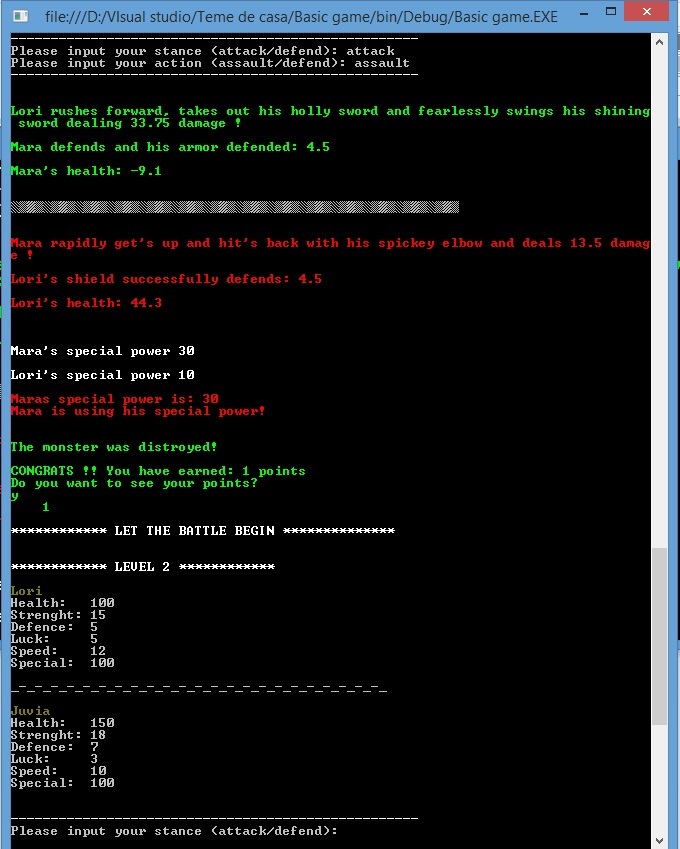 file:///D:/VIsual studio/Teme de casa/Basic game/bin/Debug/Basic game.EXE
----------------------------------------------------
Please input your stance (attack/defend): attack
Please input your action (assault/defend): assault
----------------------------------------------------
Lori rushes forward, takes out his holly sword and fearlessly swings his shining
sword dealing 33.75 damage !
Mara defends and his armor defended: 4.5
Mara's health: -9.1
Mara rapidly get's up and hit's back with his spickey elbow and deals 13.5 damag
e !
Lori's shield successfully defends: 4.5
Lori's health: 44.3
Mara's special power 30
Lori's special power 10
Maras special power is: 30
Mara is using his special power!
The monster was distroyed!
CONGRATS !! You have earned: 1 points
Do you want to see your points?
y
1
************ LET THE BATTLE BEGIN **************
************ LEVEL 2 ************
Lori
Health: 100
Strenght: 15
Defence: 5
Luck: 5
Speed: 12
Special: 100
_-_-_-_-_-_-_-_-_-_-_-_-_-_-_-_-_-_-_-_-_-_-_-_
Juvia
Health: 150
Strenght: 18
Defence: 7
Luck: 3
Speed: 10
Special: 100
----------------------------------------------------
Please input your stance (attack/defend):